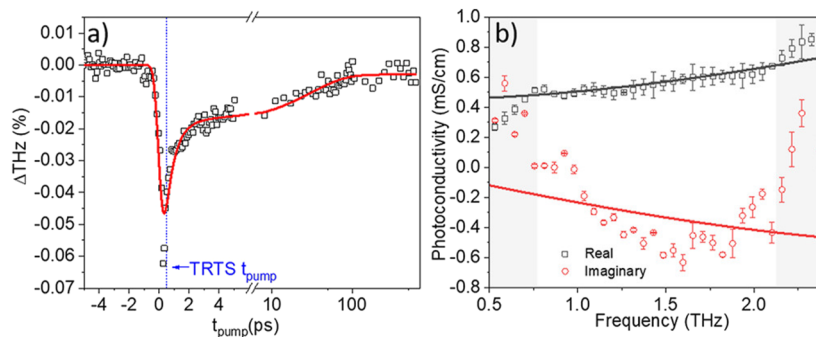 a)
ΔTHz (%)
0.01
0.00
-0.01
-0.02
-0.03
-0.04
-0.05
-0.06
-0.07
TRTS t_pump
-4 -2 0 2 4 10 100
t_pump(ps)
b)
Photoconductivity (mS/cm)
1.0
0.8
0.6
0.4
0.2
0.0
-0.2
-0.4
-0.6
-0.8
Real
Imaginary
0.5 1.0 1.5 2.0
Frequency (THz)